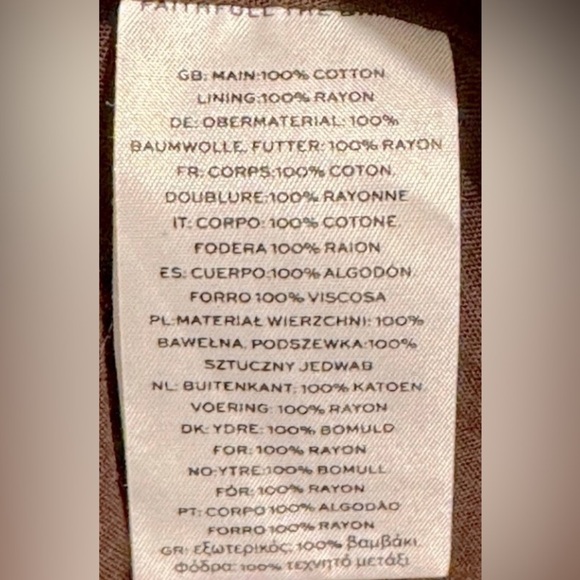 FAITHFULL THE
GB: MAIN:100% COTTON
LINING:100% RAYON
DE: OBERMATERIAL: 100%
BAUMWOLLE, FUTTER: 100% RAYON
FR: CORPS:100% COTON,
DOUBLURE:100% RAYONNE
IT: CORPO: 100% COTONE,
FODERA 100% RAION
ES: CUERPO:100% ALGODÓN
FORRO 100% VISCOSA
PL:MATERIAŁ WIERZCHNI: 100%
BAWEŁNA, PODSZEWKA:100%
SZTUCZNY JEDWAB
NL: BUITENKANT: 100% KATOEN
VOERING: 100% RAYON
DK: YDRE: 100% BOMULD
FOR: 100% RAYON
NO:YTRE:100% BOMULL
FÔR: 100% RAYON
PT: CORPO 100% ALGODÃO
FORRO 100% RAYON
GR: εξωτερικός: 100% βαμβάκι,
Φόδρα: 100% τεχνητό μετάξι